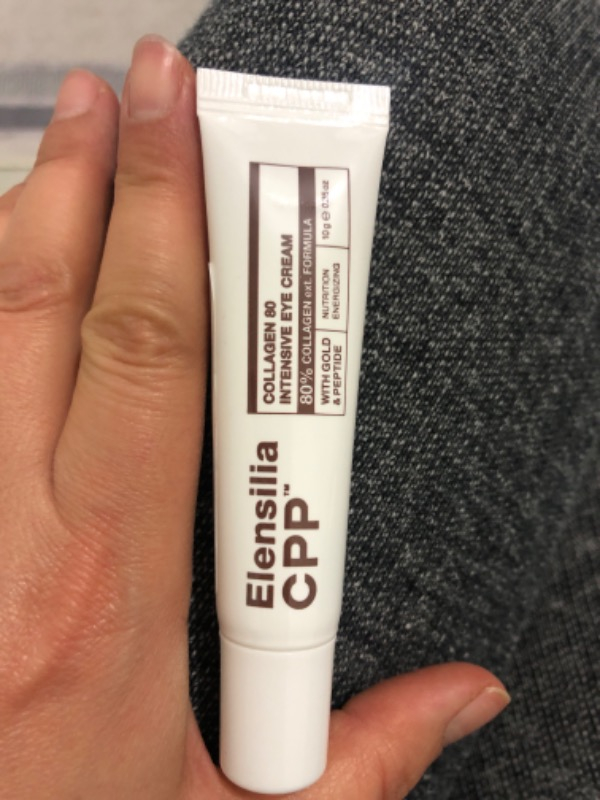 Elensilia
CPP™
COLLAGEN 80
INTENSIVE EYE CREAM
80% COLLAGEN ext. FORMULA
WITH GOLD
& PEPTIDE
NUTRITION
ENERGIZING
10g ℮ 0.35oz